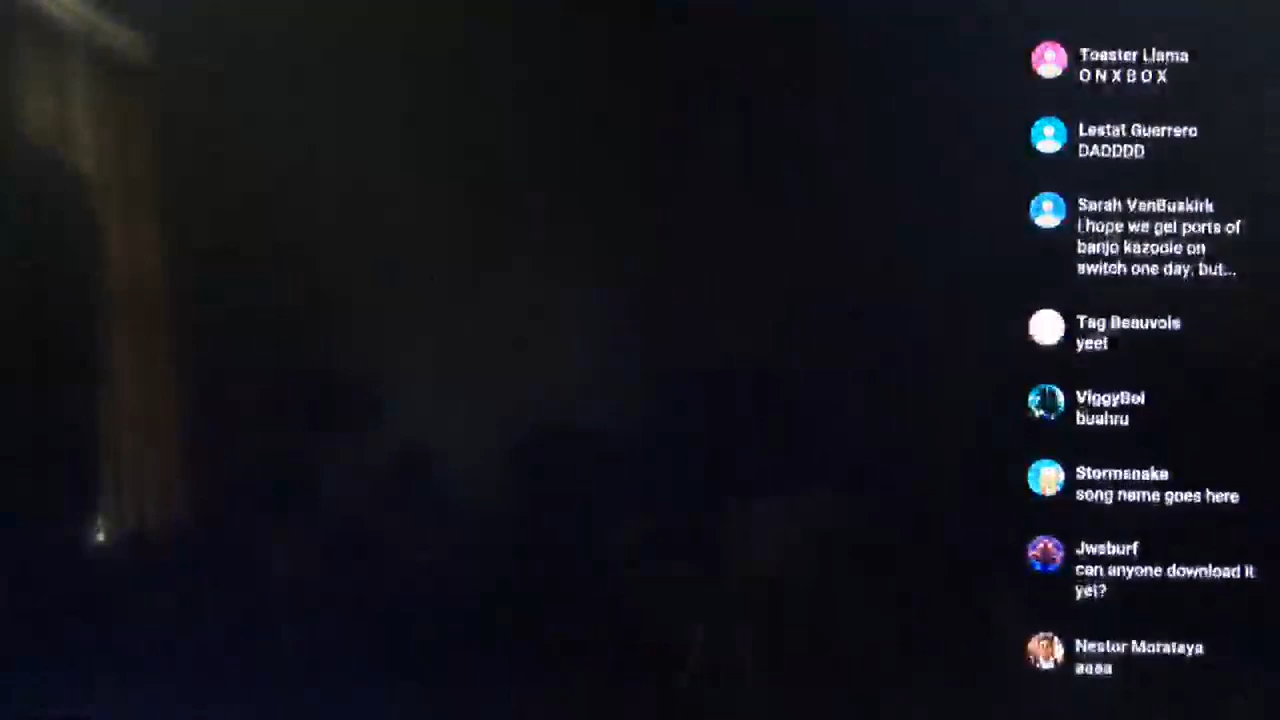 Toaster Llama
O N X B O X
Lestat Guerrero
DADDDD
Sarah VanBuskirk
I hope we get ports of
banjo kazooie on
switch one day, but...
Tag Beauvois
yeet
ViggyBoi
buahru
Stormsnake
song name goes here
Jwsburf
can anyone download it
yet?
Nestor Morataya
aaaa